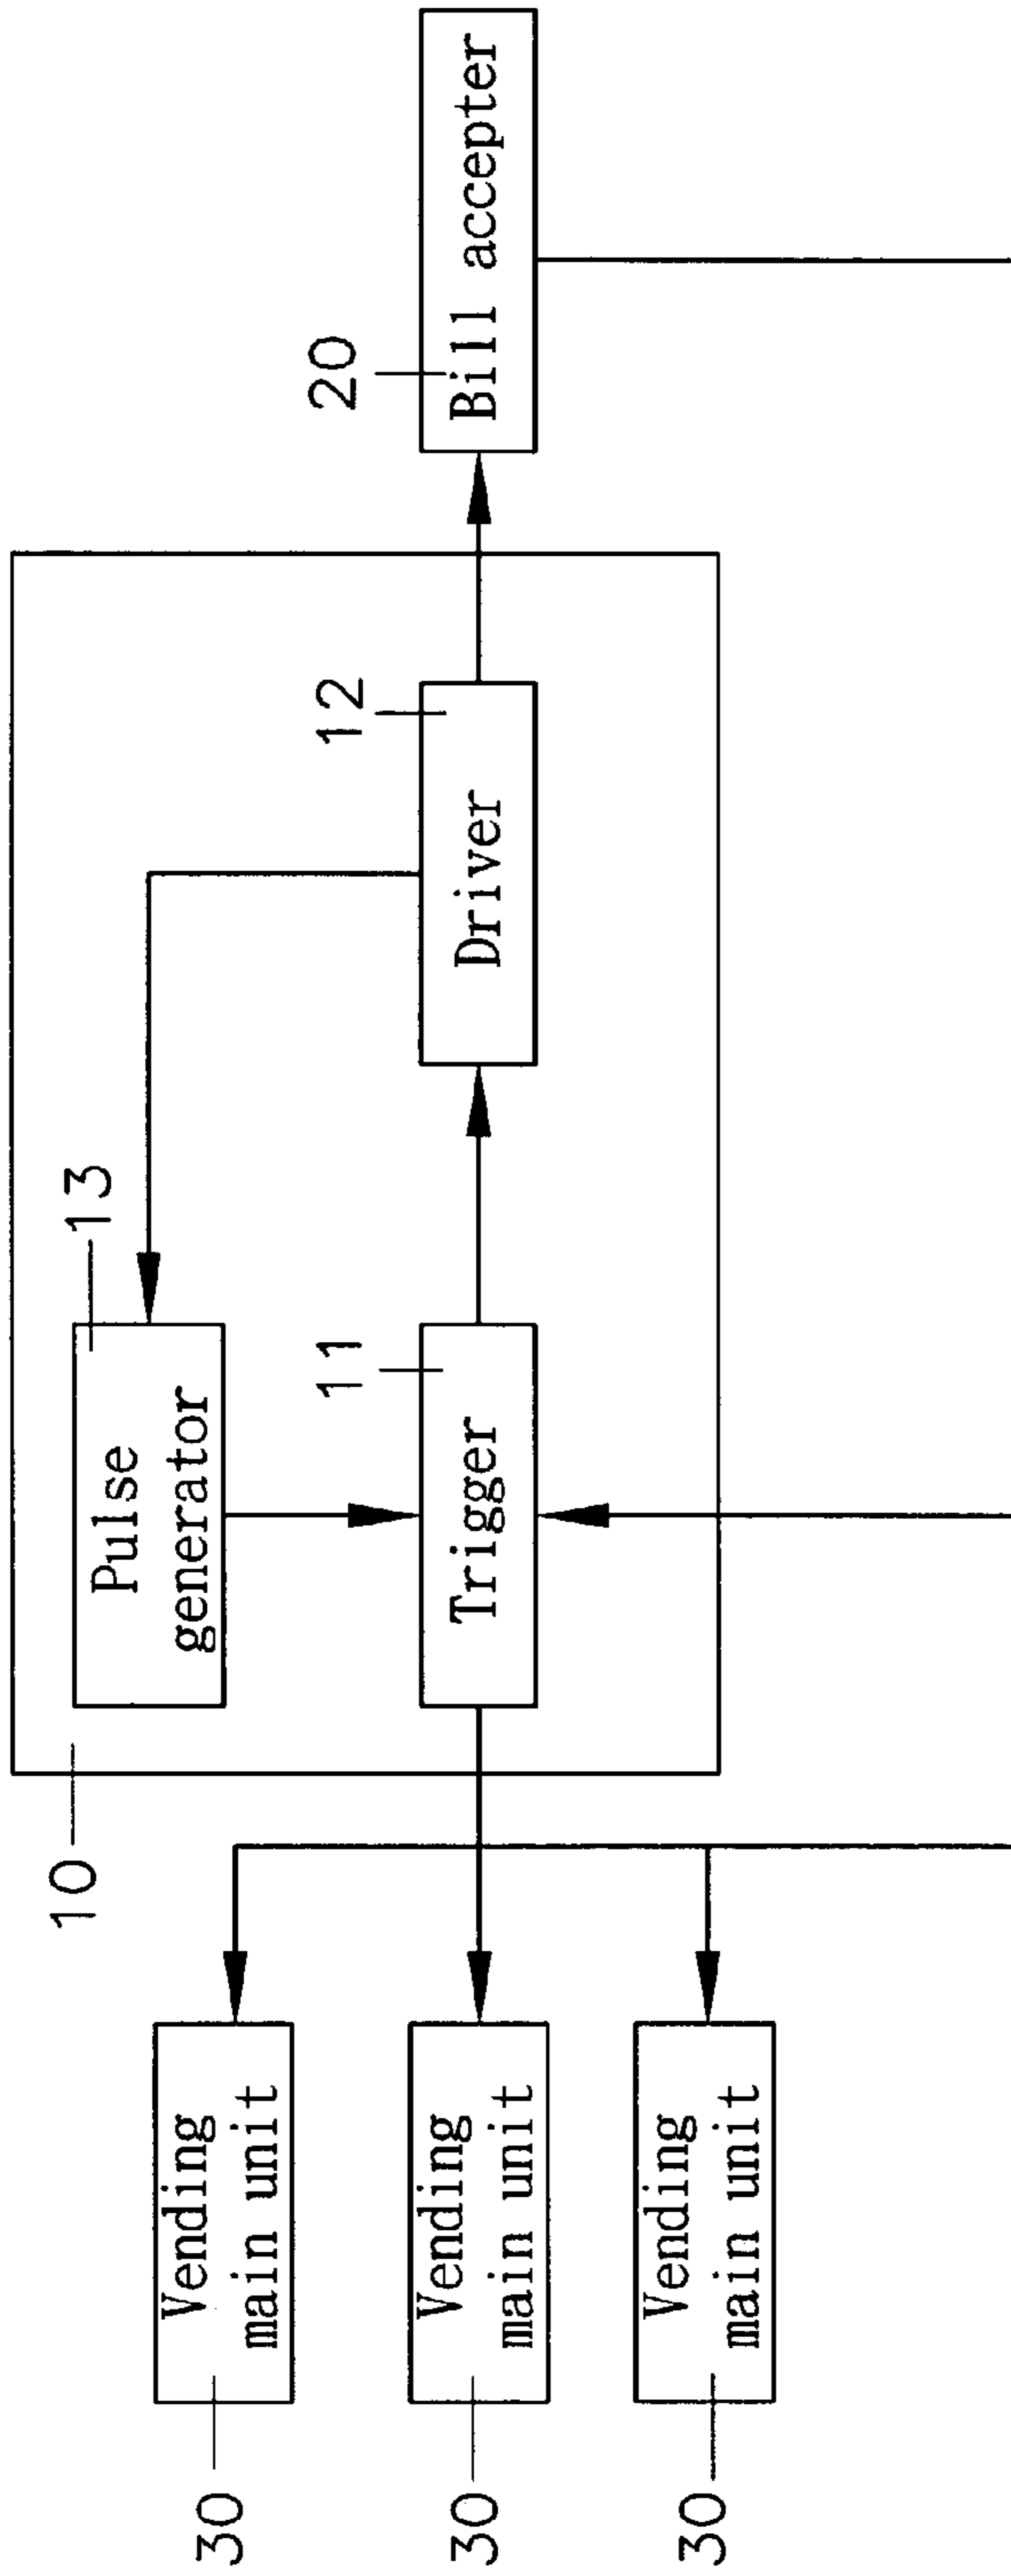 10
Pulse
generator
13
12
20
11
Trigger
Driver
Bill accepter
30
Vending
main unit
30
Vending
main unit
30
Vending
main unit